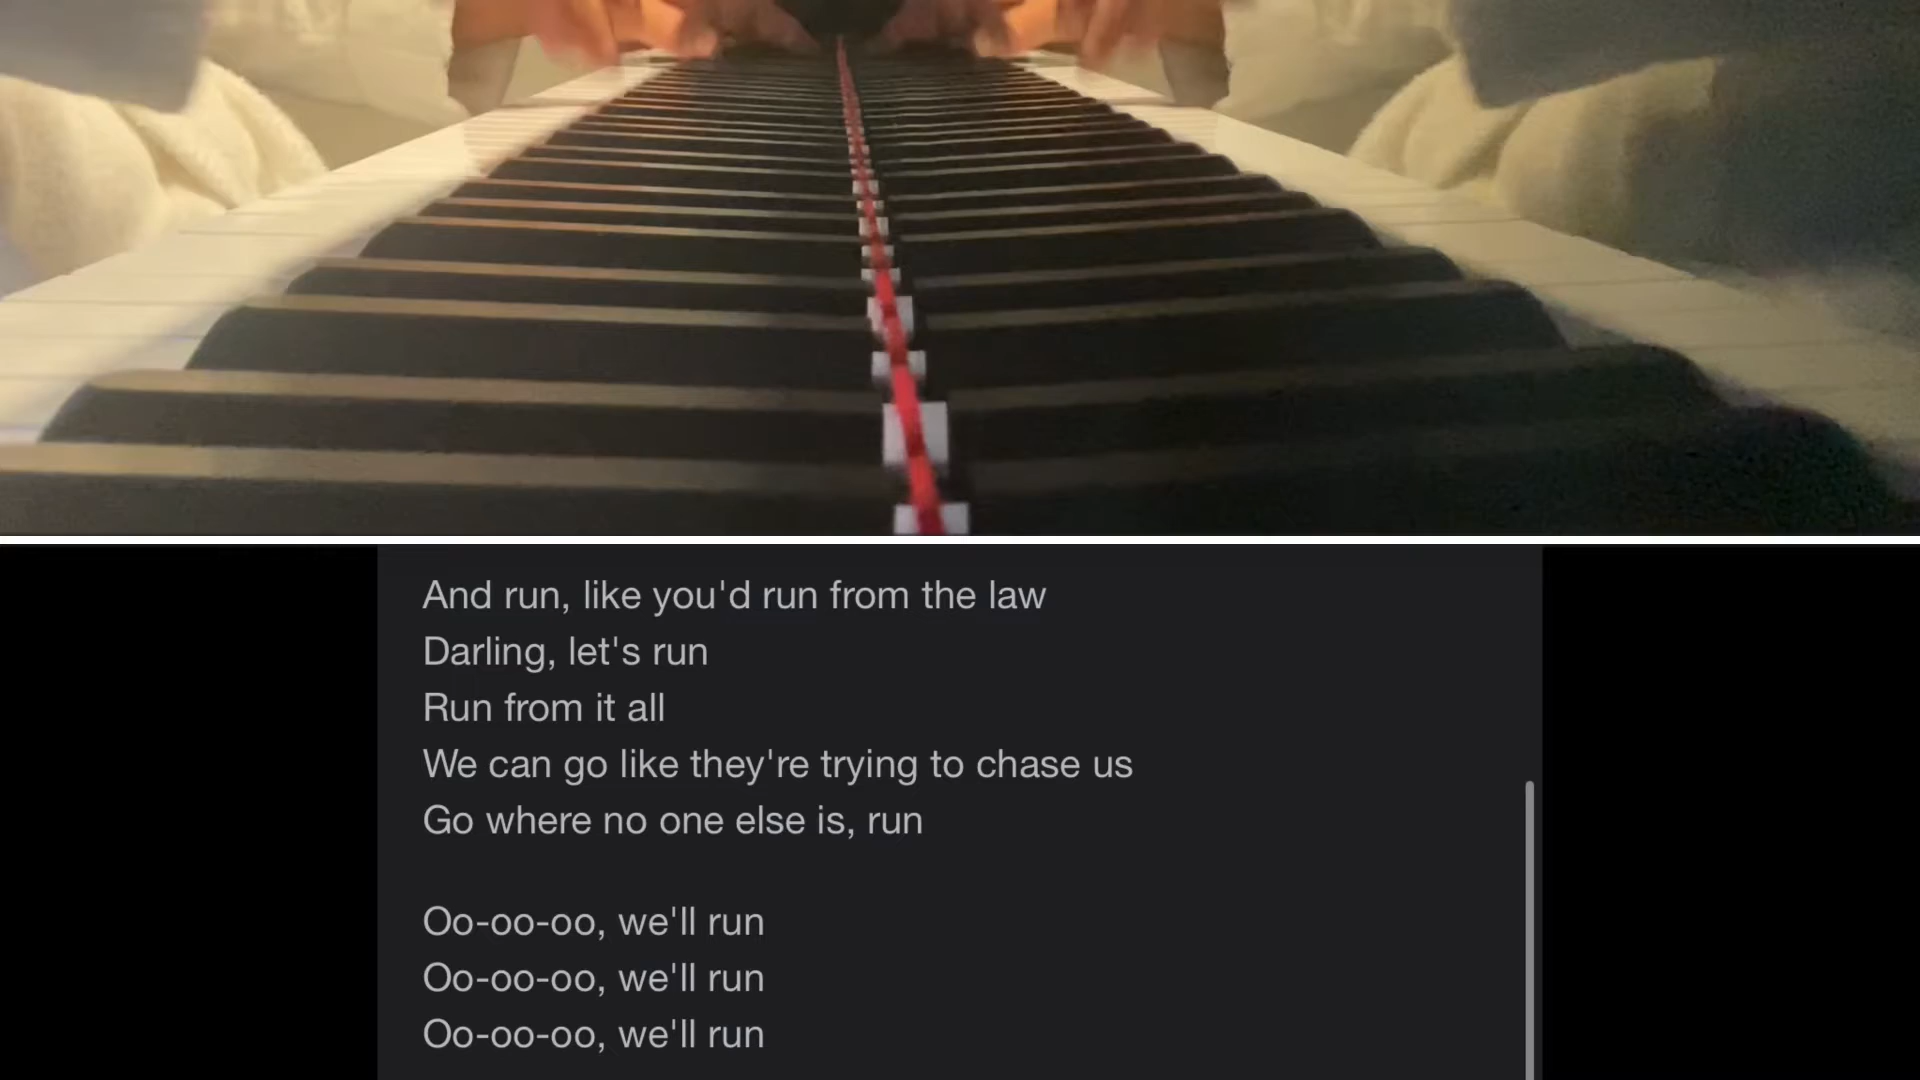 And run, like you'd run from the law
Darling, let's run
Run from it all
We can go like they're trying to chase us
Go where no one else is, run
Oo-oo-oo, we'll run
Oo-oo-oo, we'll run
Oo-oo-oo, we'll run